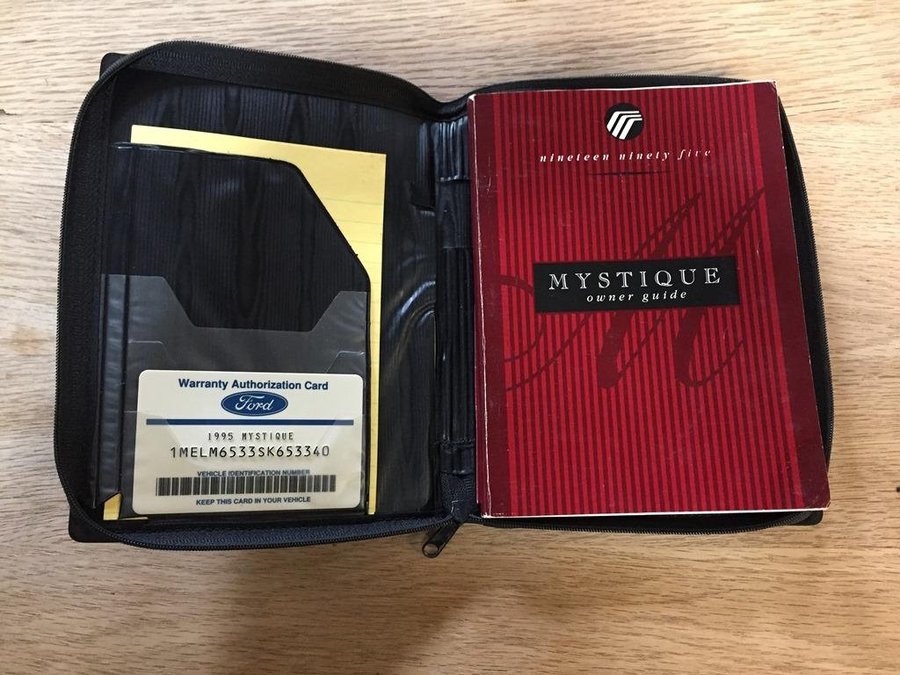 Warranty Authorization Card
Ford
1995 MYSTIQUE
1MELM6533SK653340
VEHICLE IDENTIFICATION NUMBER
KEEP THIS CARD IN YOUR VEHICLE
nineteen ninety five
M
MYSTIQUE
owner guide